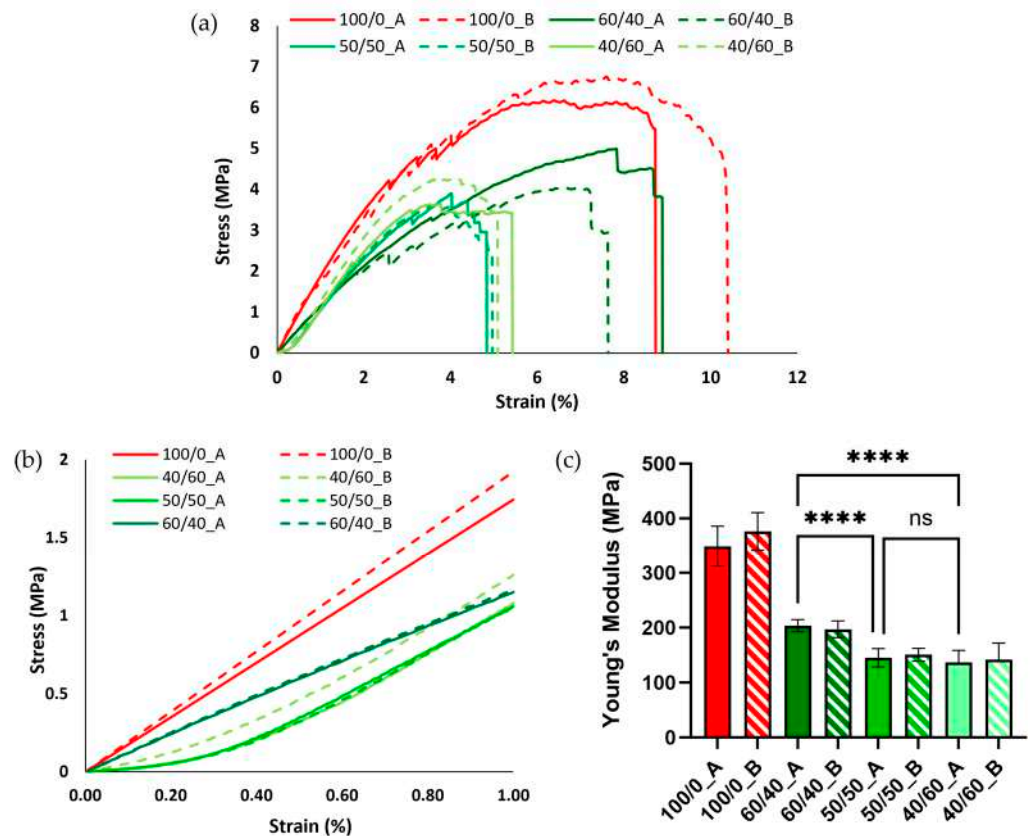 (a)
100/0_A 100/0_B 60/40_A 60/40_B
50/50_A 50/50_B 40/60_A 40/60_B
8
7
6
5
4
3
2
1
0
Stress (MPa)
0 2 4 6 8 10 12
Strain (%)
(b)
100/0_A 100/0_B
40/60_A 40/60_B
50/50_A 50/50_B
60/40_A 60/40_B
2
1.5
1
0.5
0
Stress (MPa)
0.00 0.20 0.40 0.60 0.80 1.00
Strain (%)
(c)
****
****
ns
500
400
300
200
100
0
Young's Modulus (MPa)
100/0_A 100/0_B 60/40_A 60/40_B 50/50_A 50/50_B 40/60_A 40/60_B